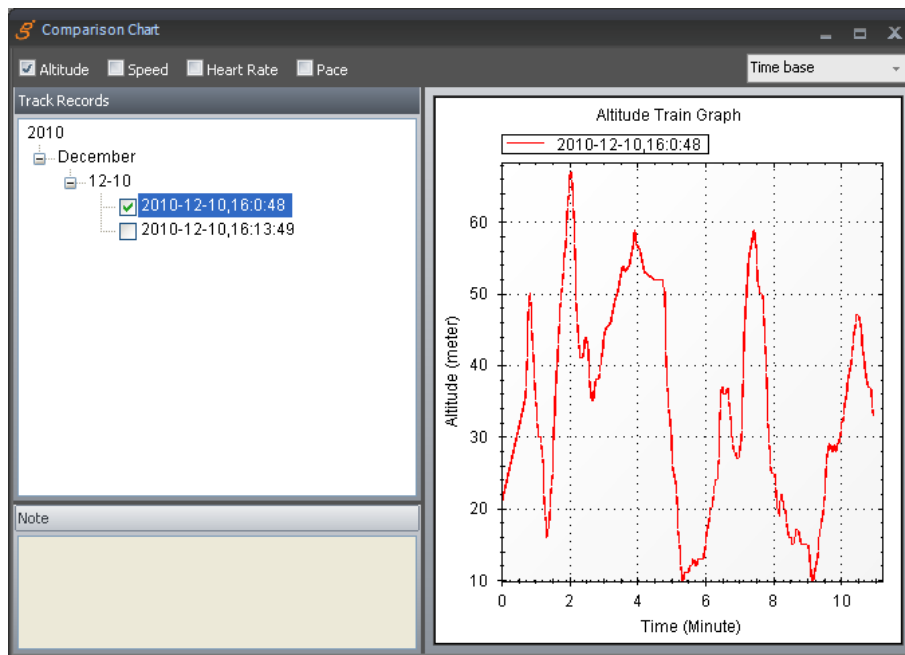 Comparison Chart
Altitude Speed Heart Rate Pace Time base
Track Records
2010
December
12-10
2010-12-10,16:0:48
2010-12-10,16:13:49
Note
Altitude Train Graph
2010-12-10,16:0:48
Altitude (meter)
60
50
40
30
20
10
0 2 4 6 8 10
Time (Minute)